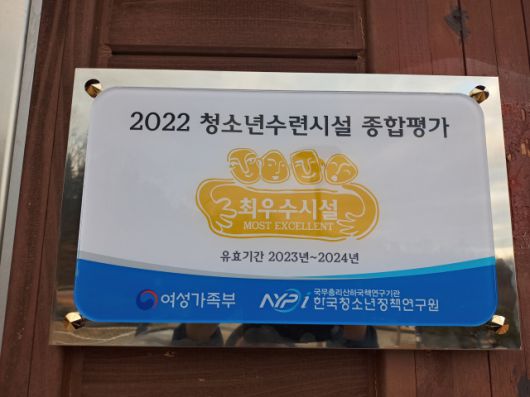 2022 청소년수련시설 종합평가
최우수시설
MOST EXCELLENT
유효기간 2023년~2024년
여성가족부
NYPi
국무총리산하국책연구기관
한국청소년정책연구원